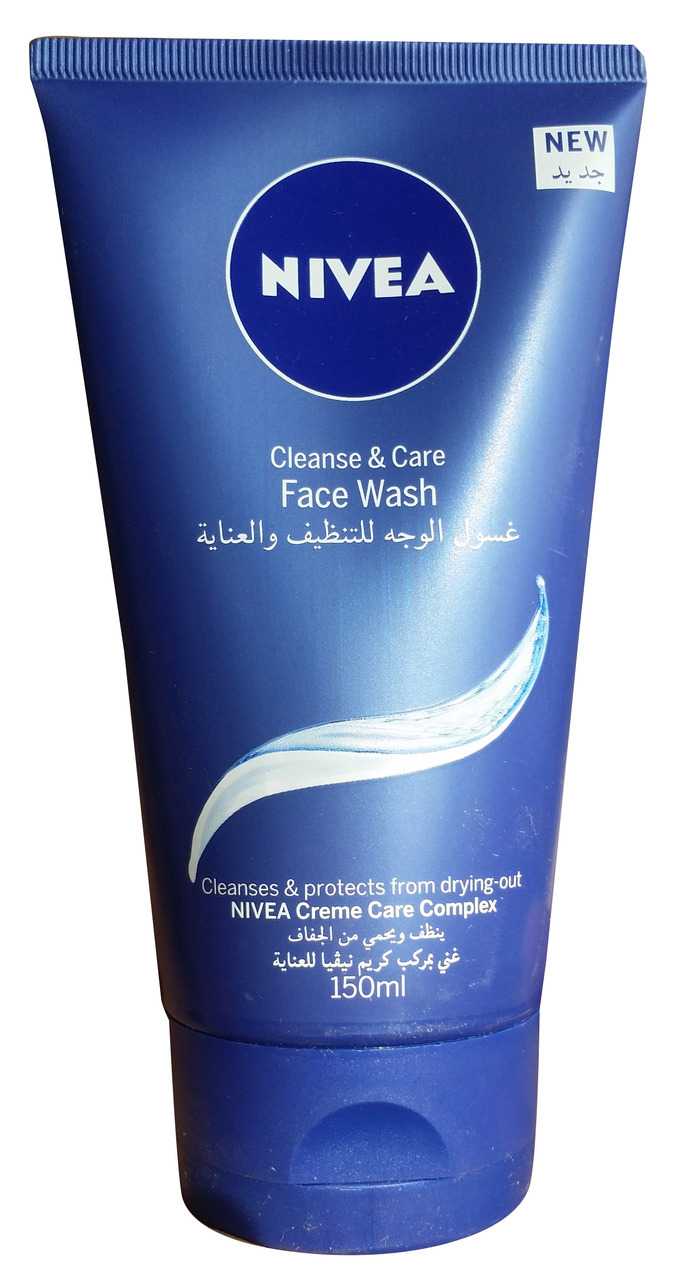 NEW
جديد
NIVEA
Cleanse & Care
Face Wash
غسول الوجه للتنظيف والعناية
Cleanses & protects from drying-out
NIVEA Creme Care Complex
ينظف ويحمي من الجفاف
غني بمركب كريم نيڤيا للعناية
150ml